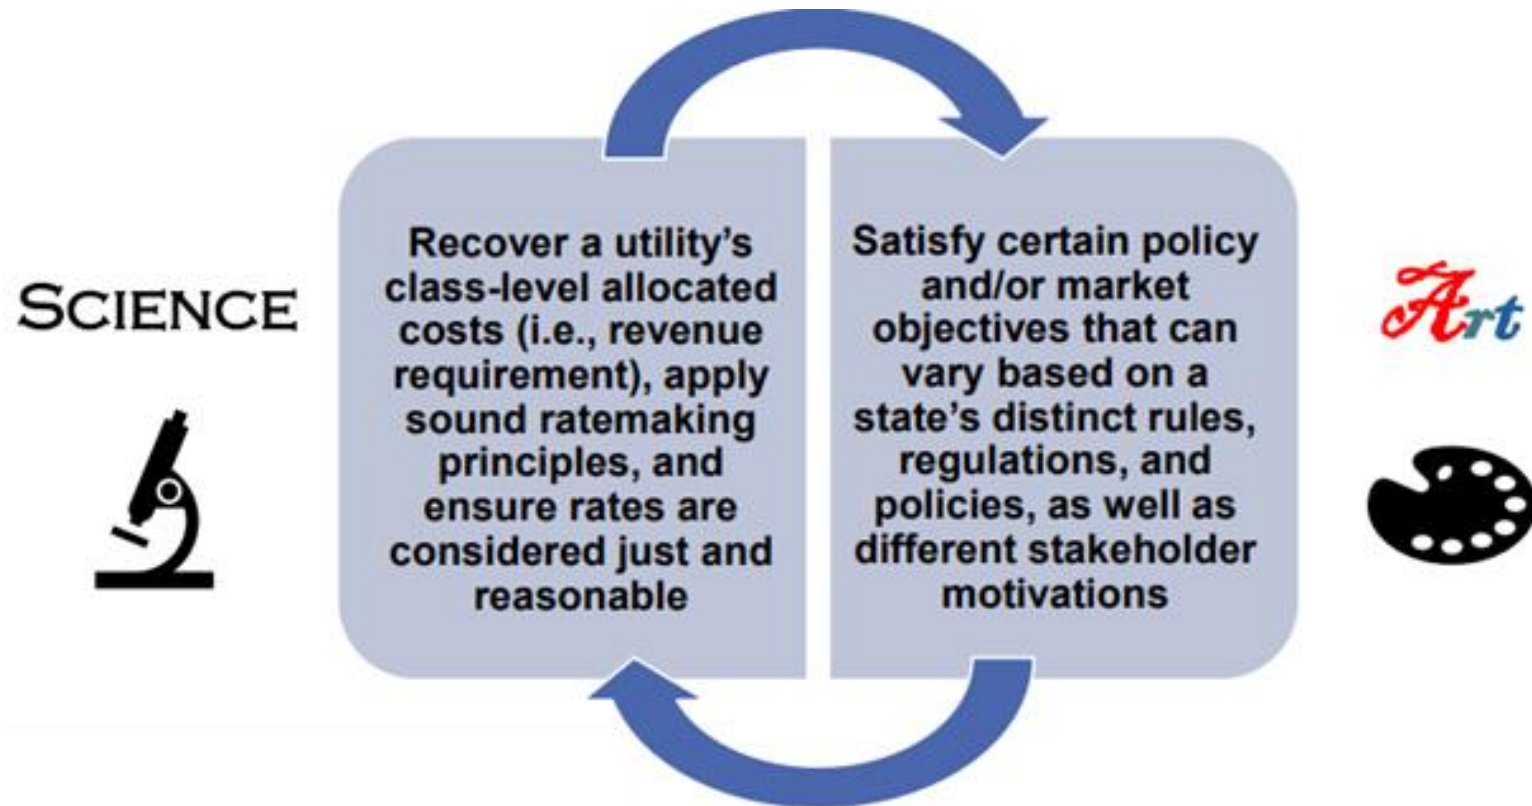 SCIENCE
Recover a utility's
class-level allocated
costs (i.e., revenue
requirement), apply
sound ratemaking
principles, and
ensure rates are
considered just and
reasonable
Satisfy certain policy
and/or market
objectives that can
vary based on a
state's distinct rules,
regulations, and
policies, as well as
different stakeholder
motivations
Art